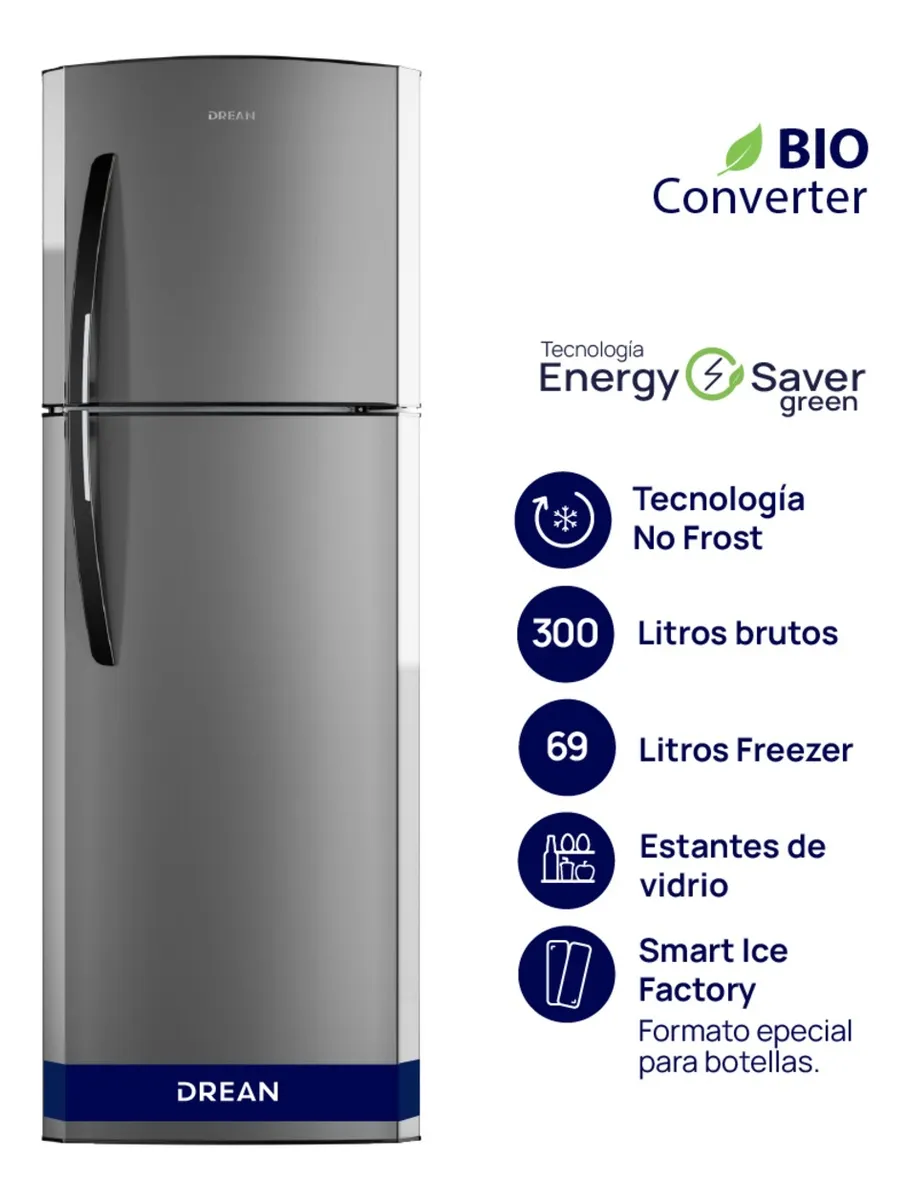 DREAN
BIO
Converter
Tecnología
Energy Saver
green
Tecnología
No Frost
300 Litros brutos
69 Litros Freezer
Estantes de
vidrio
Smart Ice
Factory
Formato epecial
para botellas.
DREAN